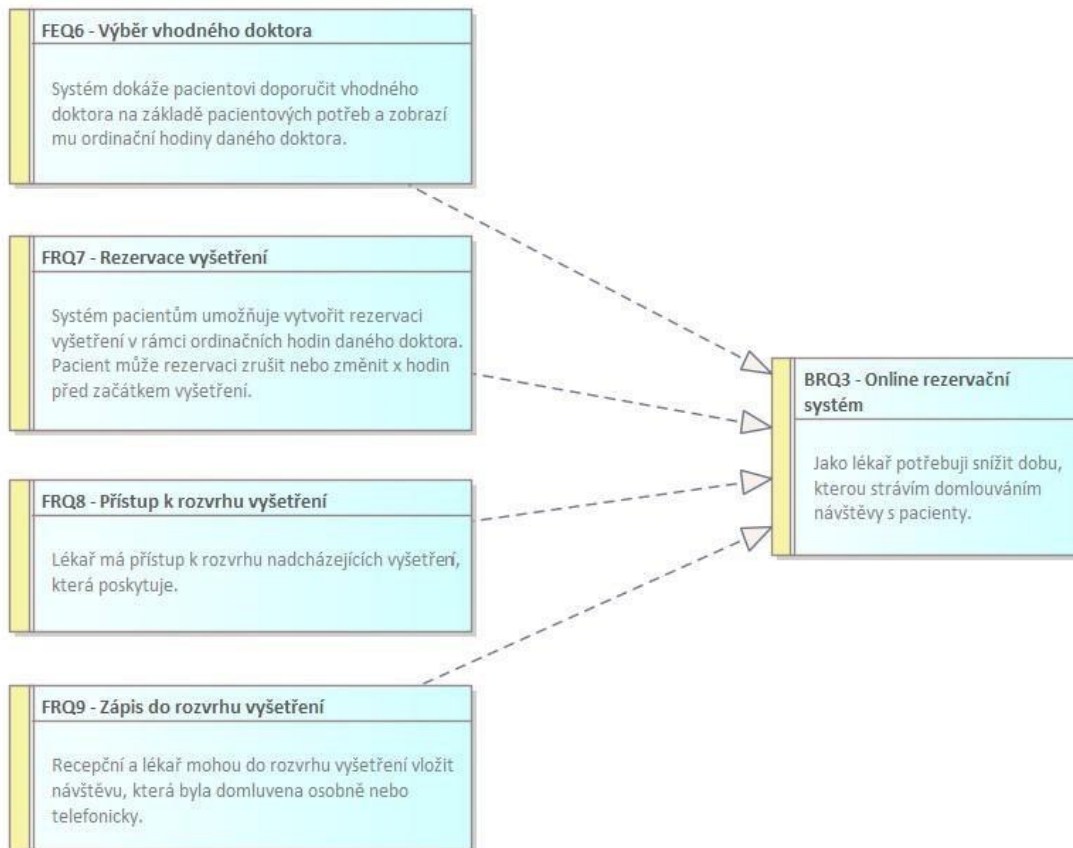 FEQ6 - Výběr vhodného doktora
Systém dokáže pacientovi doporučit vhodného
doktora na základě pacientových potřeb a zobrazí
mu ordinační hodiny daného doktora.
FRQ7 - Rezervace vyšetření
Systém pacientům umožňuje vytvořit rezervaci
vyšetření v rámci ordinačních hodin daného doktora.
Pacient může rezervaci zrušit nebo změnit x hodin
před začátkem vyšetření.
FRQ8 - Přístup k rozvrhu vyšetření
Lékař má přístup k rozvrhu nadcházejících vyšetření,
která poskytuje.
FRQ9 - Zápis do rozvrhu vyšetření
Recepční a lékař mohou do rozvrhu vyšetření vložit
návštěvu, která byla domluvena osobně nebo
telefonicky.
BRQ3 - Online rezervační
systém
Jako lékař potřebuji snížit dobu,
kterou strávím domlouváním
návštěvy s pacienty.